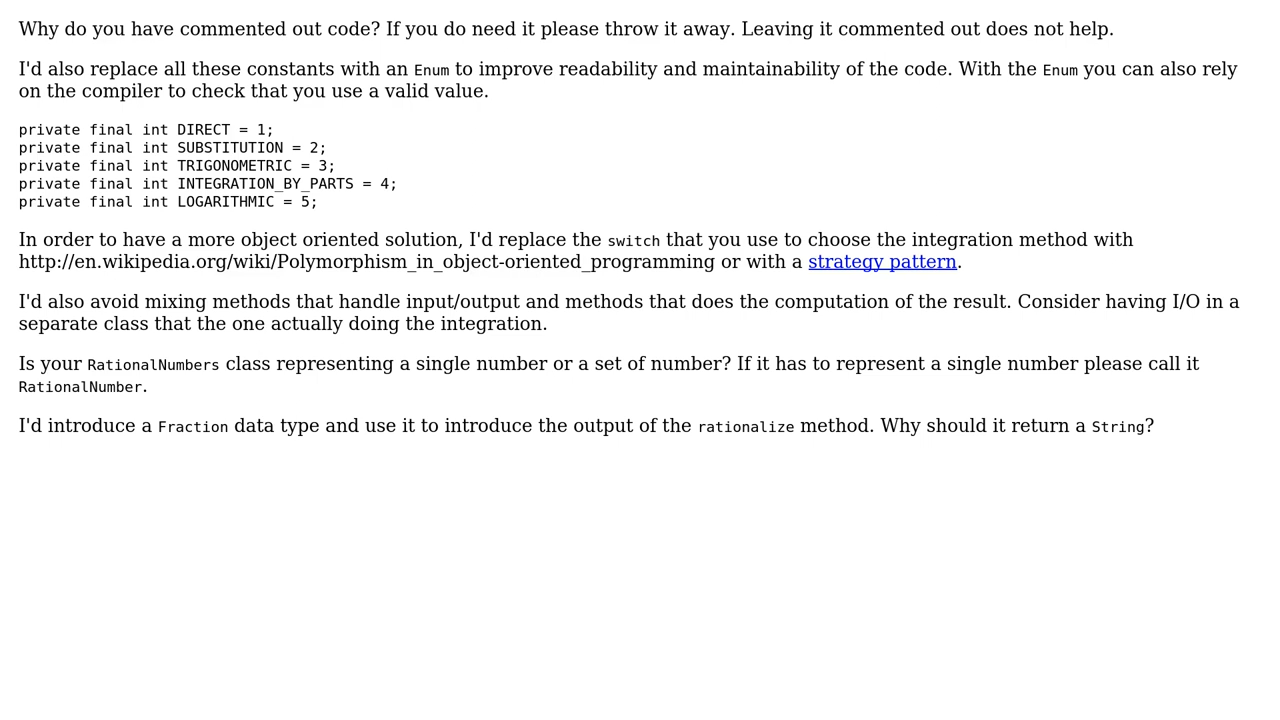 Why do you have commented out code? If you do need it please throw it away. Leaving it commented out does not help.
I'd also replace all these constants with an Enum to improve readability and maintainability of the code. With the Enum you can also rely
on the compiler to check that you use a valid value.
private final int DIRECT = 1;
private final int SUBSTITUTION = 2;
private final int TRIGONOMETRIC = 3;
private final int INTEGRATION_BY_PARTS = 4;
private final int LOGARITHMIC = 5;
In order to have a more object oriented solution, I'd replace the switch that you use to choose the integration method with
http://en.wikipedia.org/wiki/Polymorphism_in_object-oriented_programming or with a strategy pattern.
I'd also avoid mixing methods that handle input/output and methods that does the computation of the result. Consider having I/O in a
separate class that the one actually doing the integration.
Is your RationalNumbers class representing a single number or a set of number? If it has to represent a single number please call it
RationalNumber.
I'd introduce a Fraction data type and use it to introduce the output of the rationalize method. Why should it return a String?